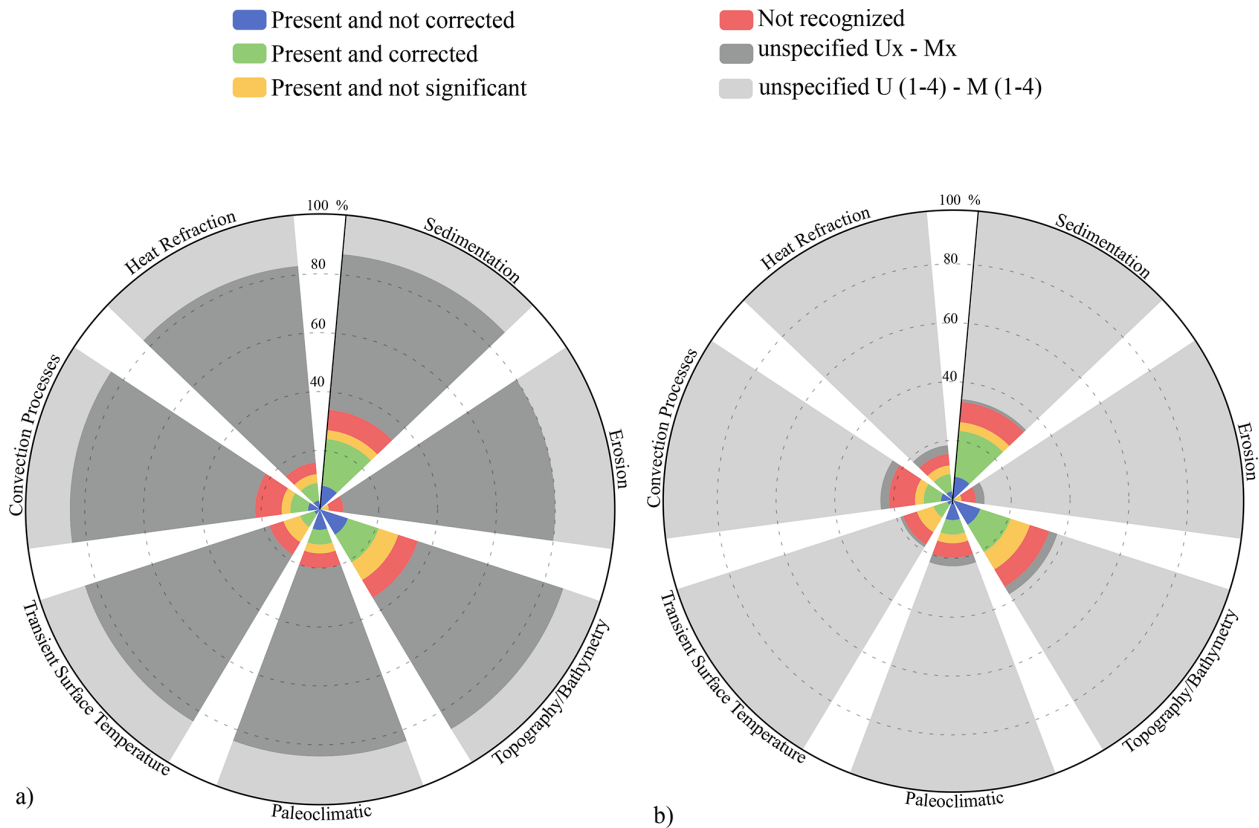 Present and not corrected
Present and corrected
Present and not significant
Not recognized
unspecified Ux - Mx
unspecified U (1-4) - M (1-4)
100 %
80
60
40
Sedimentation
Erosion
Topography/Bathymetry
Paleoclimatic
Transient Surface Temperature
Convection Processes
Heat Refraction
a)
100 %
80
60
40
Sedimentation
Erosion
Topography/Bathymetry
Paleoclimatic
Transient Surface Temperature
Convection Processes
Heat Refraction
b)